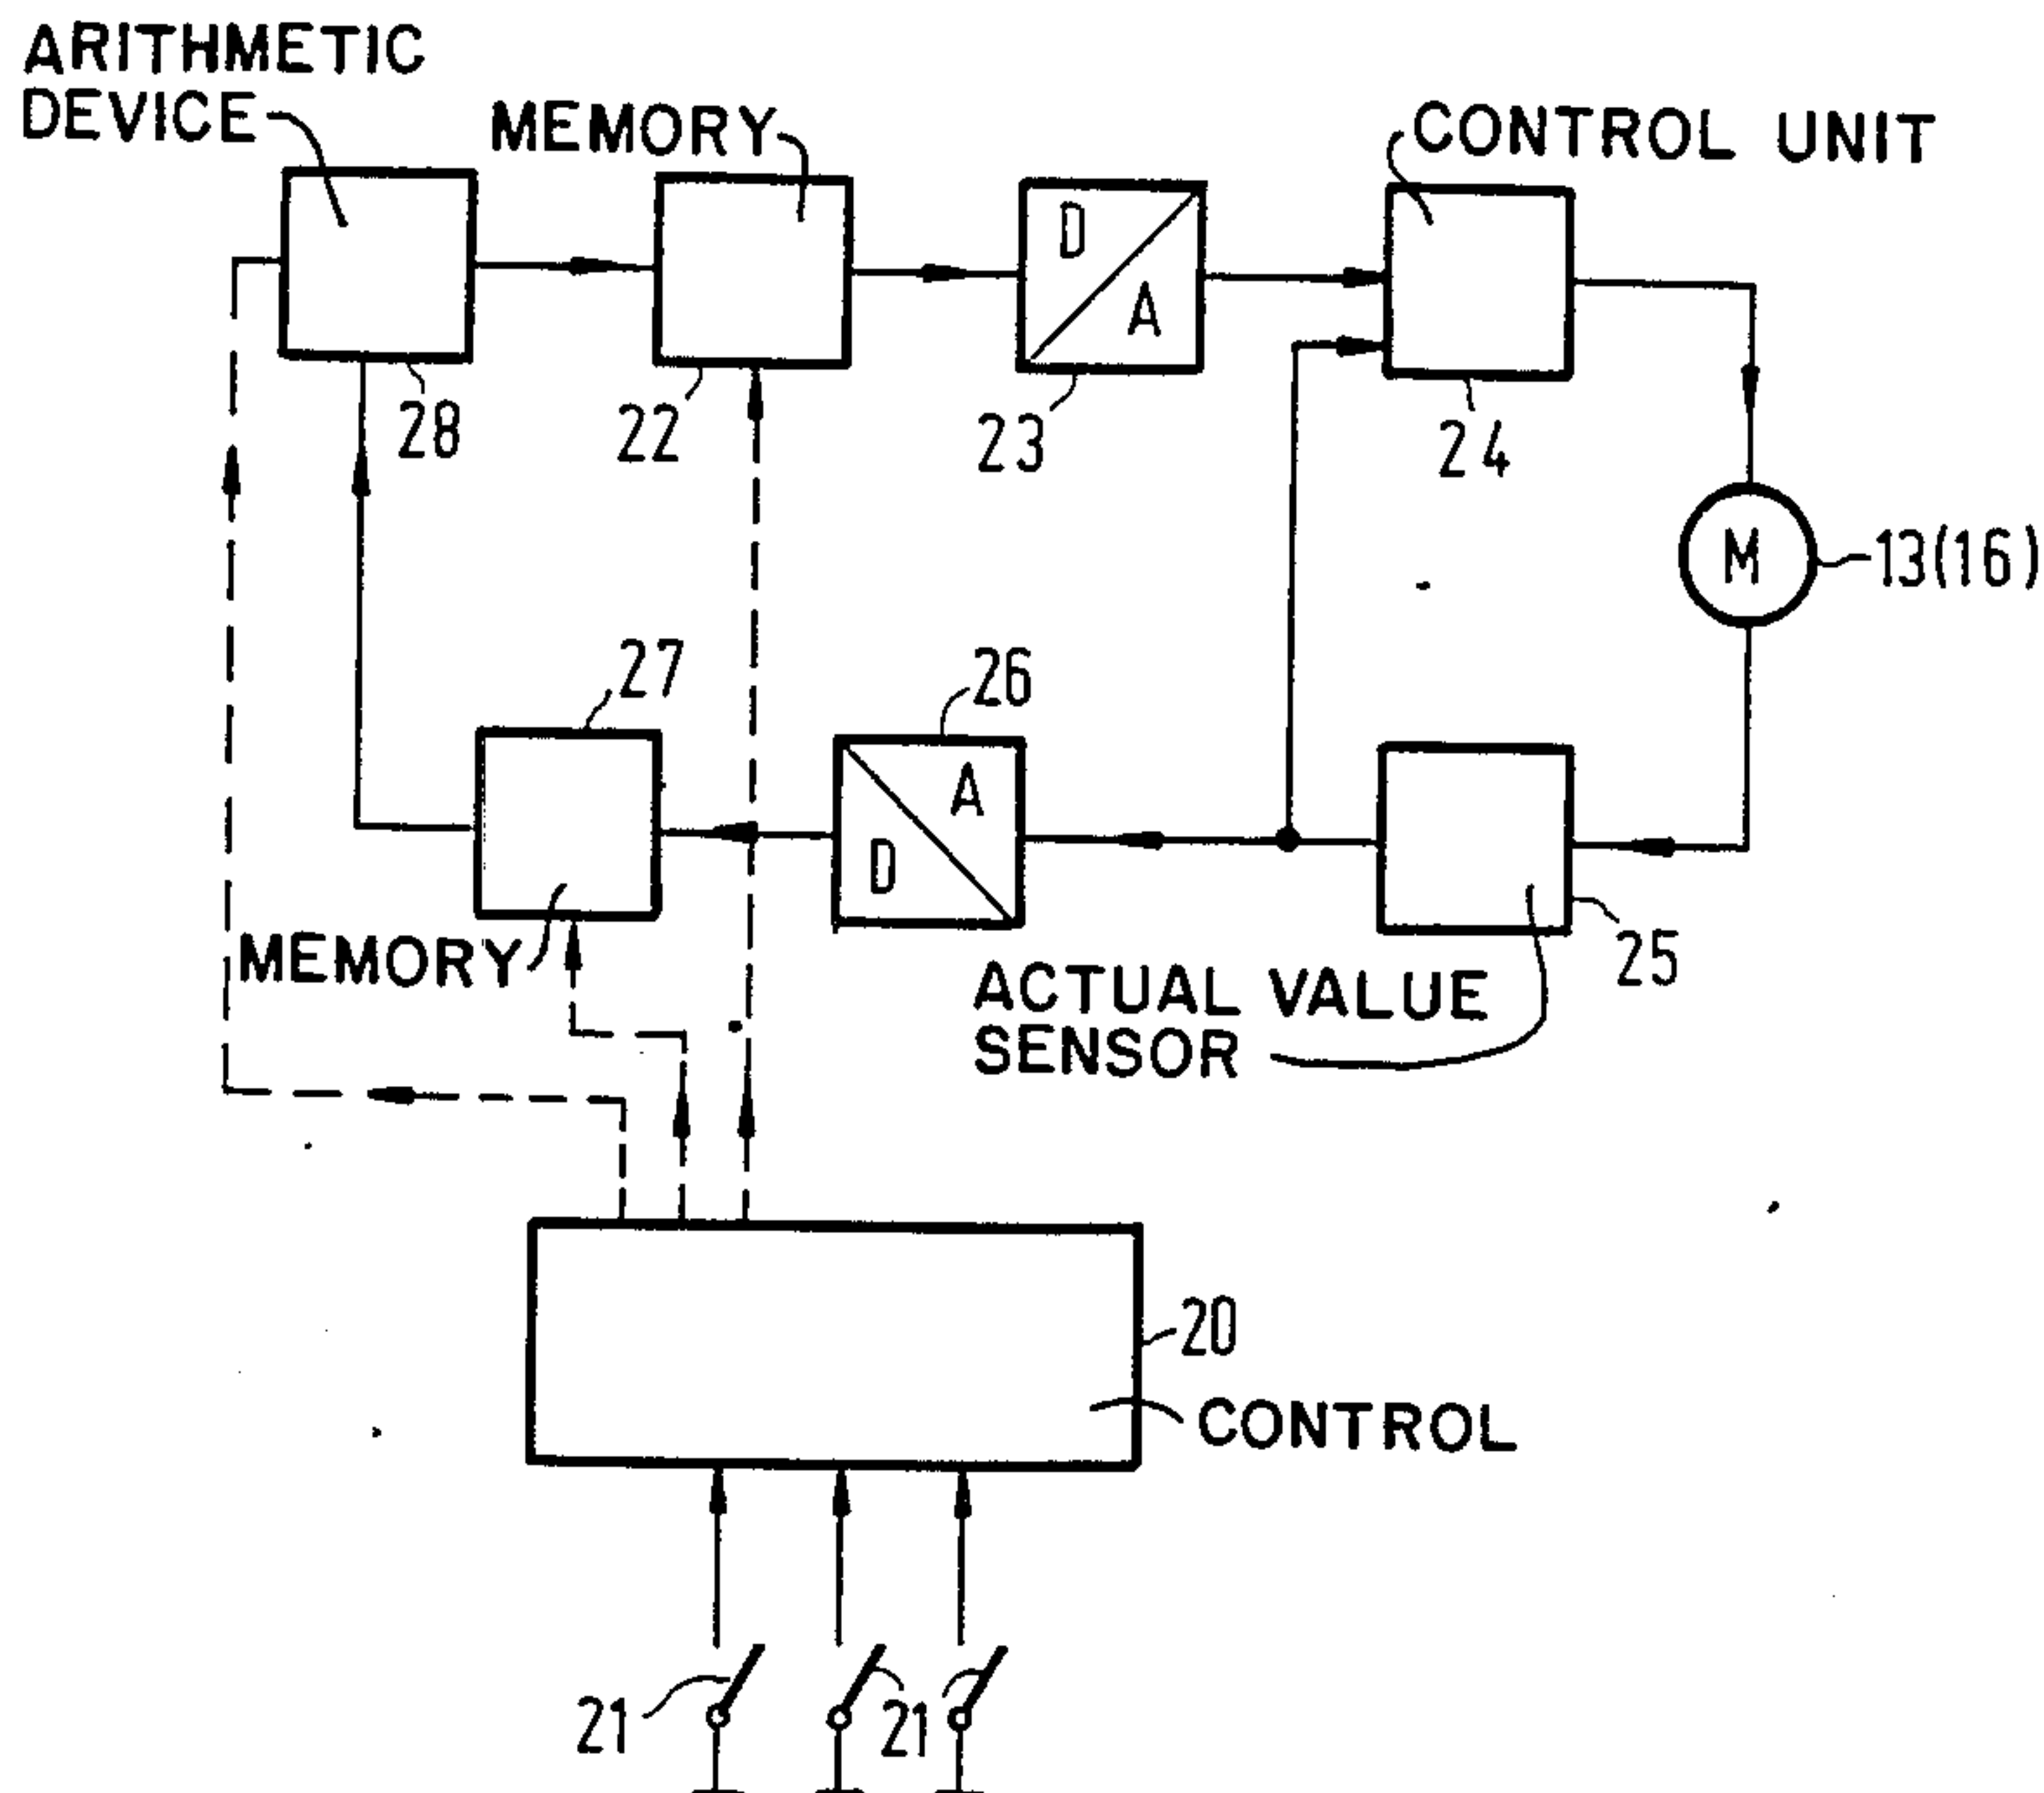 ARITHMETIC
DEVICE
MEMORY
CONTROL UNIT
D
A
28
22
23
24
M
13(16)
27
26
A
D
25
MEMORY
ACTUAL VALUE
SENSOR
20
CONTROL
21
21